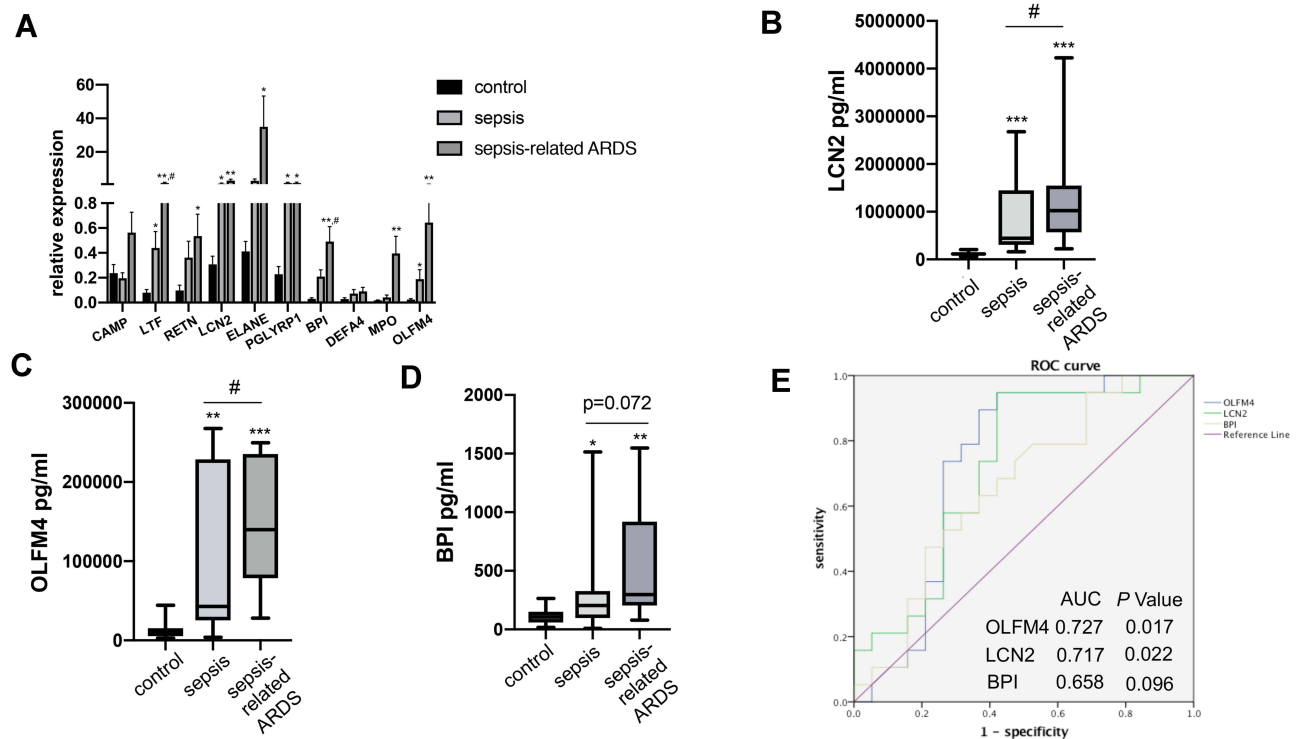 A
60
40
20
0.8
0.6
0.4
0.2
0.0
relative expression
control
sepsis
sepsis-related ARDS
*
**,#
*
*
*
**
*
*
**,#
**
*
**
CAMP
LTF
RETN
LCN2
ELANE
PGLYRP1
BPI
DEFA4
MPO
OLFM4
B
5000000
4000000
3000000
2000000
1000000
0
LCN2 pg/ml
#
***
***
control
sepsis
sepsis-
related
ARDS
C
300000
200000
100000
0
OLFM4 pg/ml
#
**
***
control
sepsis
sepsis-
related
ARDS
D
2000
1500
1000
500
0
BPI pg/ml
p=0.072
*
**
control
sepsis
sepsis-
related
ARDS
E
ROC curve
1.0
0.8
0.6
0.4
0.2
0.0
sensitivity
OLFM4
LCN2
BPI
Reference Line
AUC P Value
OLFM4 0.727 0.017
LCN2 0.717 0.022
BPI 0.658 0.096
0.0 0.2 0.4 0.6 0.8 1.0
1 - specificity